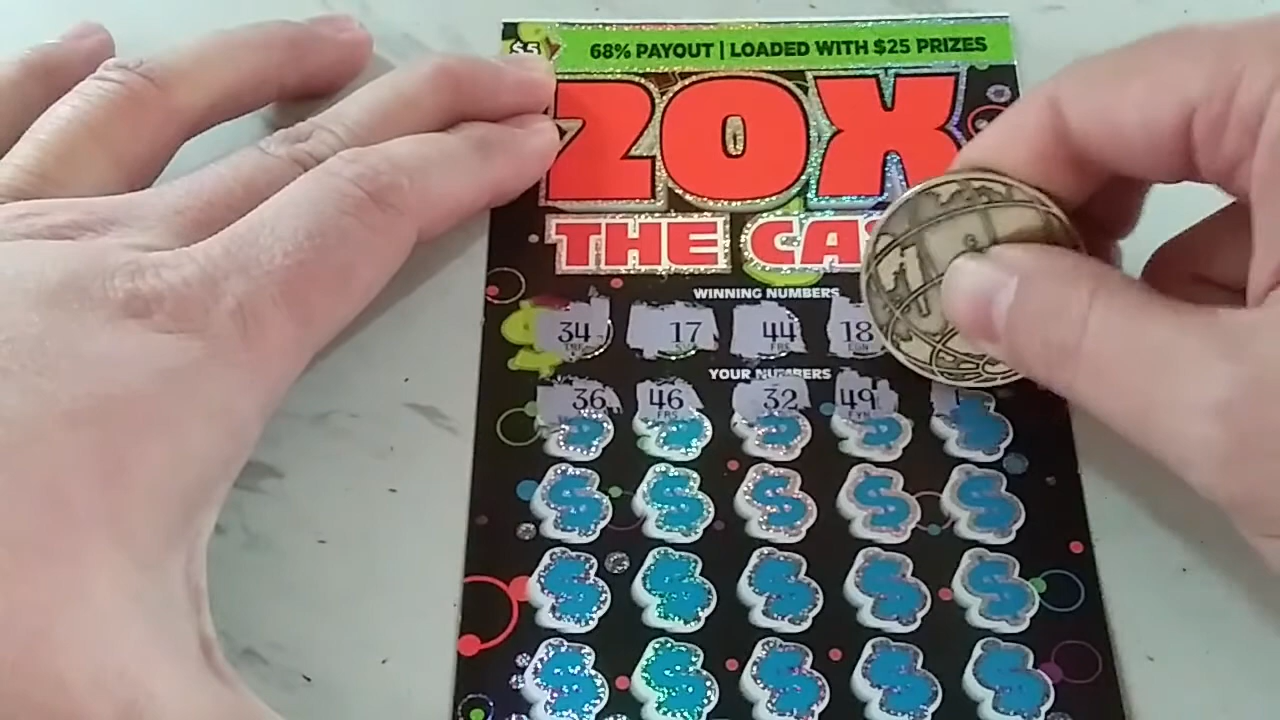 $5
68% PAYOUT | LOADED WITH $25 PRIZES
20X
THE CA
WINNING NUMBERS
34 17 44 18
YOUR NUMBERS
36 46 32 49